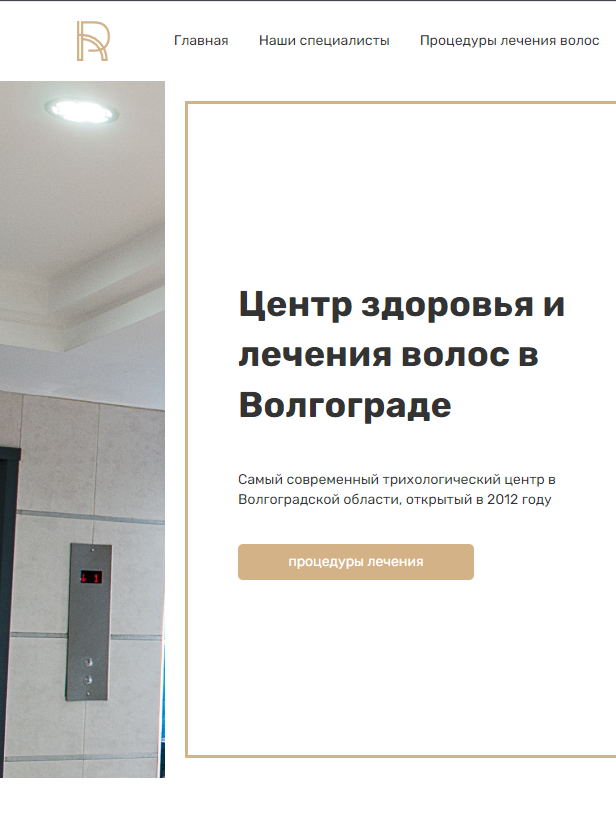 R
Главная Наши специалисты Процедуры лечения волос
Центр здоровья и
лечения волос в
Волгограде
Самый современный трихологический центр в
Волгоградской области, открытый в 2012 году
процедуры лечения